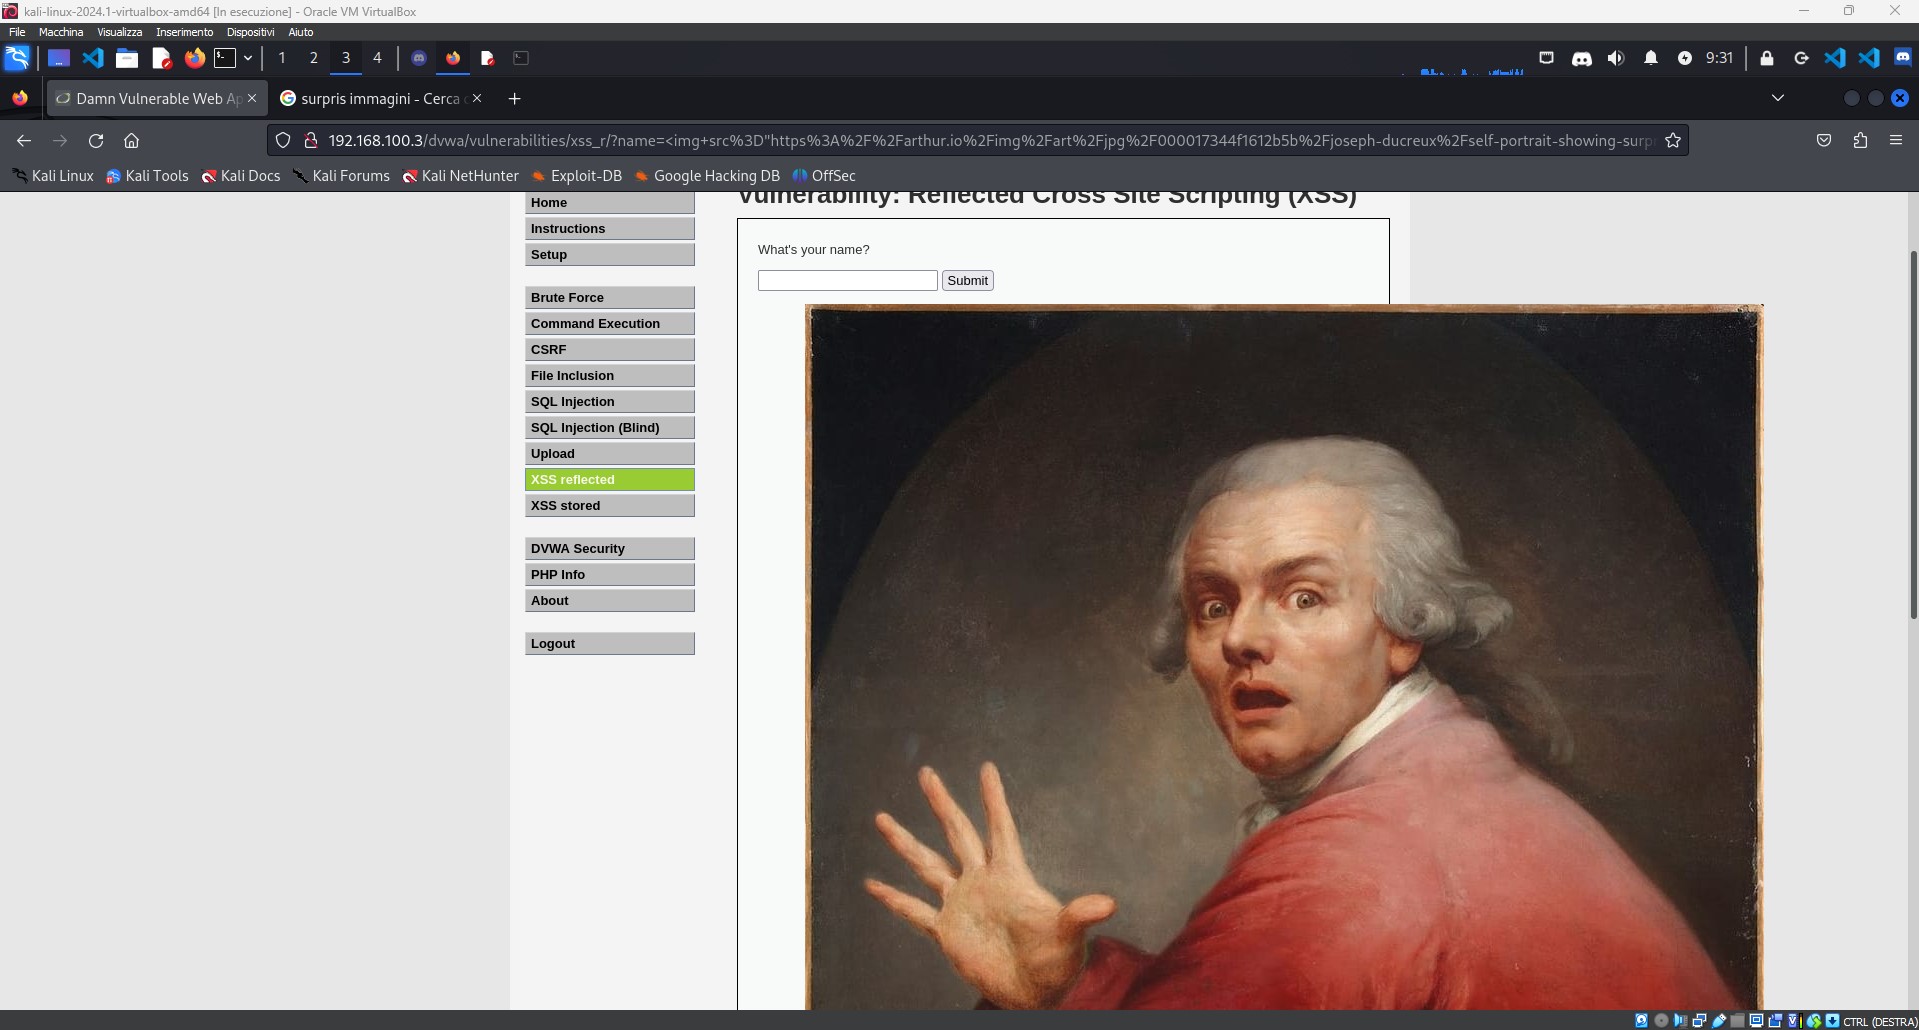 kali-linux-2024.1-virtualbox-amd64 [In esecuzione] - Oracle VM VirtualBox
File Macchina Visualizza Inserimento Dispositivi Aiuto
1 2 3 4 9:31
Damn Vulnerable Web Ap surpris immagini - Cerca
192.168.100.3/dvwa/vulnerabilities/xss_r/?name=<img+src%3D"https%3A%2F%2Farthur.io%2Fimg%2Fart%2Fjpg%2F000017344f1612b5b%2Fjoseph-ducreux%2Fself-portrait-showing-surp
Kali Linux Kali Tools Kali Docs Kali Forums Kali NetHunter Exploit-DB Google Hacking DB OffSec
Vulnerability: Reflected Cross Site Scripting (XSS)
Home
Instructions
Setup
Brute Force
Command Execution
CSRF
File Inclusion
SQL Injection
SQL Injection (Blind)
Upload
XSS reflected
XSS stored
DVWA Security
PHP Info
About
Logout
What's your name?
Submit
CTRL (DESTRA)